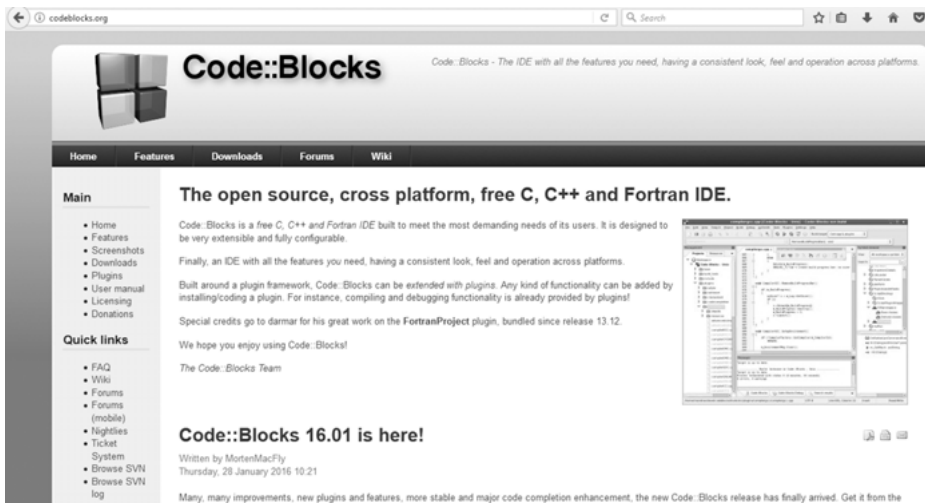 codeblocks.org
Search
Code::Blocks
Code::Blocks - The IDE with all the features you need, having a consistent look, feel and operation across platforms.
Home Features Downloads Forums Wiki
Main
Home
Features
Screenshots
Downloads
Plugins
User manual
Licensing
Donations
Quick links
FAQ
Wiki
Forums
Forums
(mobile)
Nightlies
Ticket
System
Browse SVN
Browse SVN
log
The open source, cross platform, free C, C++ and Fortran IDE.
Code::Blocks is a free C, C++ and Fortran IDE built to meet the most demanding needs of its users. It is designed to
be very extensible and fully configurable.
Finally, an IDE with all the features you need, having a consistent look, feel and operation across platforms.
Built around a plugin framework, Code::Blocks can be extended with plugins. Any kind of functionality can be added by
installing/coding a plugin. For instance, compiling and debugging functionality is already provided by plugins!
Special credits go to darmar for his great work on the FortranProject plugin, bundled since release 13.12.
We hope you enjoy using Code::Blocks!
The Code::Blocks Team
Code::Blocks 16.01 is here!
Written by MortenMacFly
Thursday, 28 January 2016 10:21
Many, many improvements, new plugins and features, more stable and major code completion enhancement, the new Code::Blocks release has finally arrived. Get it from the